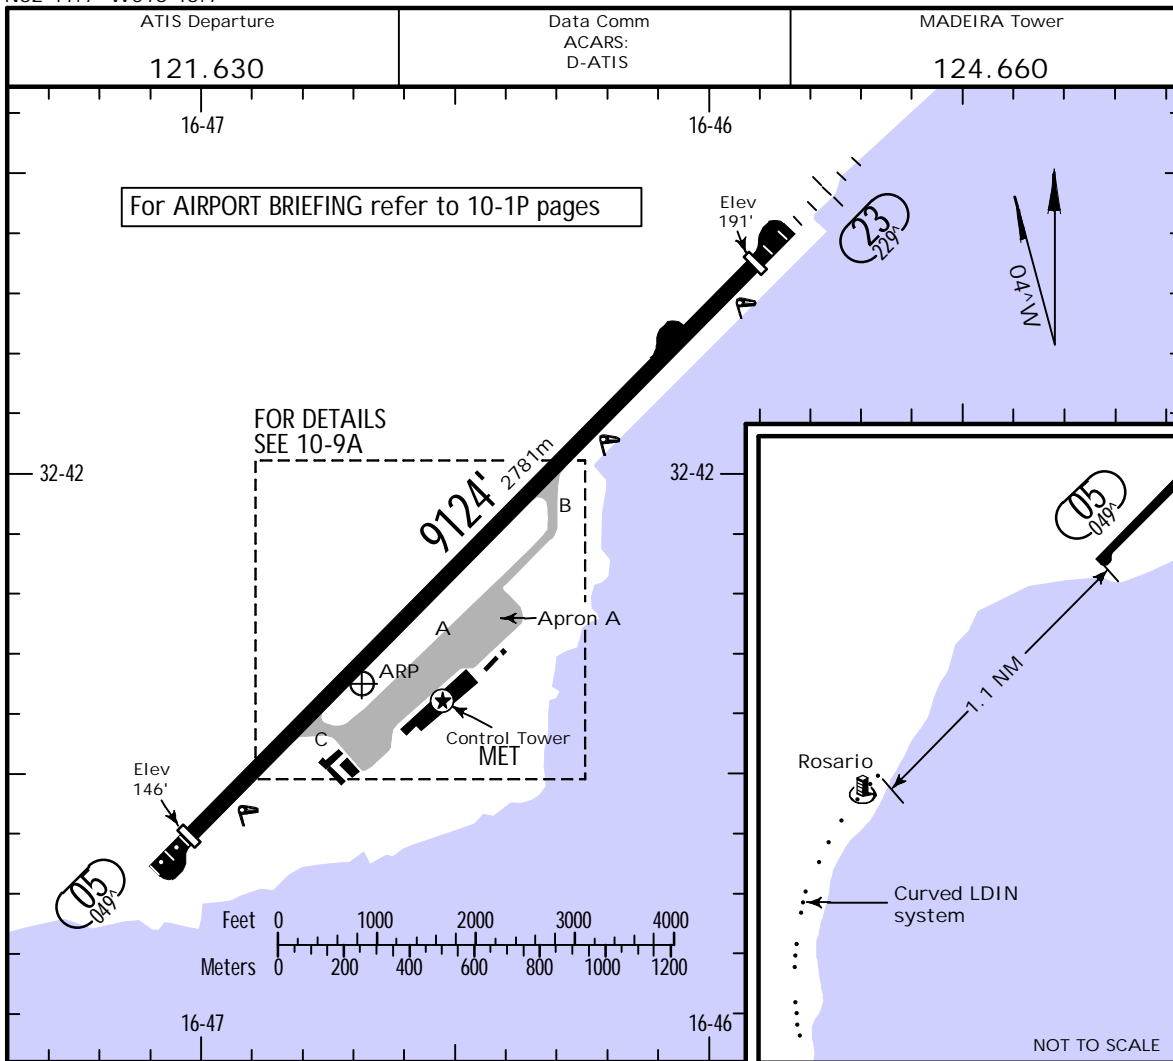 ATIS Departure
121.630
Data Comm
ACARS:
D-ATIS
MADEIRA Tower
124.660
16-47
16-46
For AIRPORT BRIEFING refer to 10-1P pages
Elev
191'
23
229^
04^W
FOR DETAILS
SEE 10-9A
32-42
32-42
9124' 2781m
B
A
Apron A
ARP
C
Control Tower
MET
Elev
146'
05
049^
Feet 0 1000 2000 3000 4000
Meters 0 200 400 600 800 1000 1200
16-47
16-46
05
049^
1.1 NM
Rosario
Curved LDIN
system
NOT TO SCALE